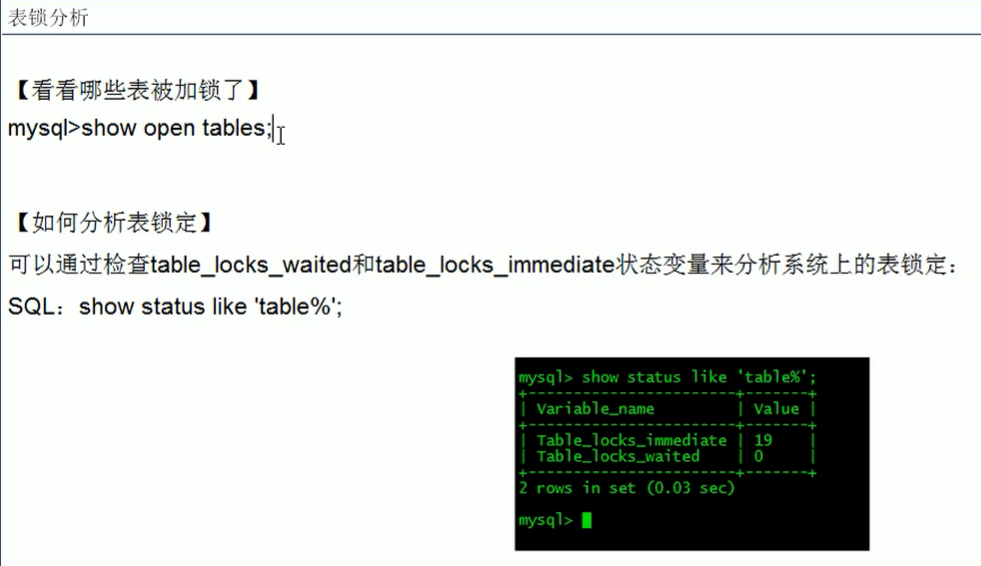 表锁分析
【看看哪些表被加锁了】
mysql>show open tables;
【如何分析表锁定】
可以通过检查table_locks_waited和table_locks_immediate状态变量来分析系统上的表锁定：
SQL：show status like 'table%';
mysql> show status like 'table%';
+-----------------------+-------+
| Variable_name         | Value |
+-----------------------+-------+
| Table_locks_immediate | 19    |
| Table_locks_waited    | 0     |
+-----------------------+-------+
2 rows in set (0.03 sec)
mysql>